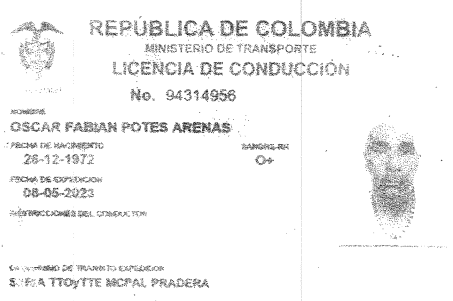 REPÚBLICA DE COLOMBIA
MINISTERIO DE TRANSPORTE
LICENCIA DE CONDUCCIÓN
No. 94314956
NOMBRE
OSCAR FABIAN POTES ARENAS
FECHA DE NACIMIENTO
SANGRE-RH
26-12-1972
O+
FECHA DE EXPEDICION
08-05-2023
RESTRICCIONES DEL CONDUCTOR
DE TRANSITO EXPEDIDOR
TTOyTTE MCPAL PRADERA